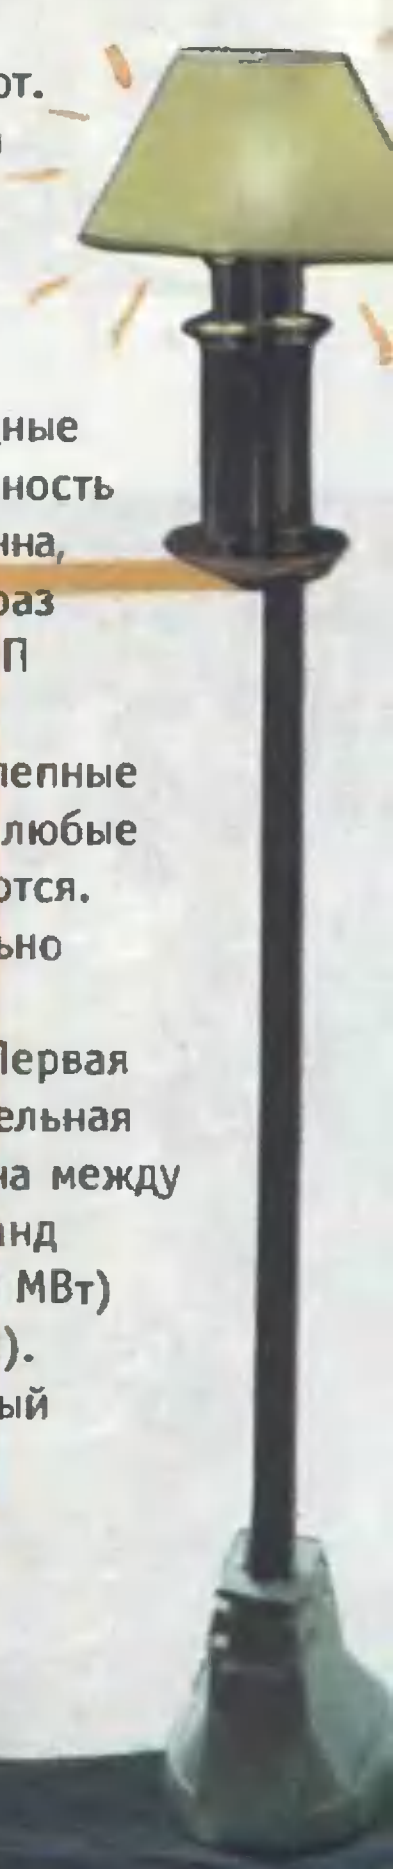 от.
ные
ность
нна,
раз
П
лепные
любые
ются.
ьно
Первая
ельная
на между
анд
МВт)
).
ый